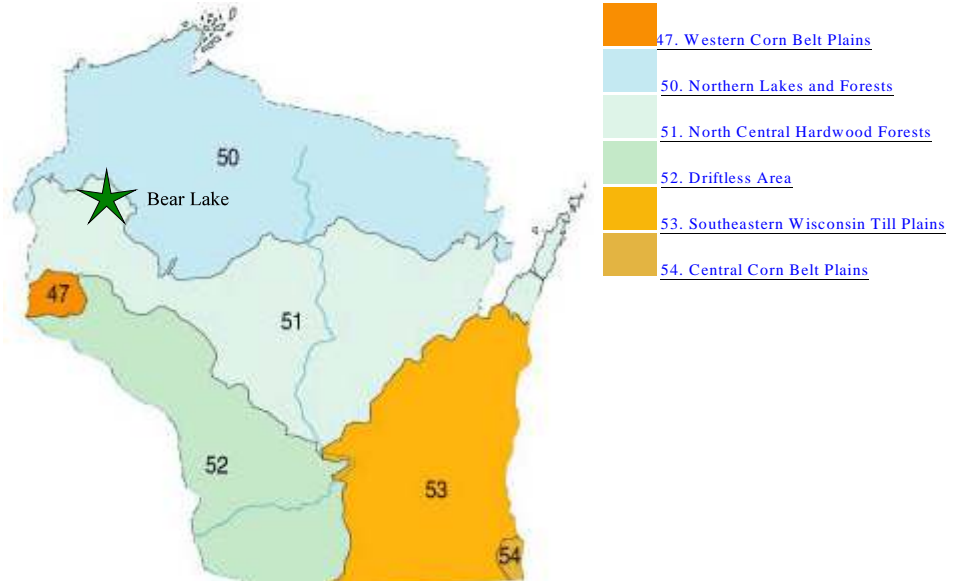 47. Western Corn Belt Plains
50. Northern Lakes and Forests
51. North Central Hardwood Forests
52. Driftless Area
53. Southeastern Wisconsin Till Plains
54. Central Corn Belt Plains
50
Bear Lake
47
51
52
53
54